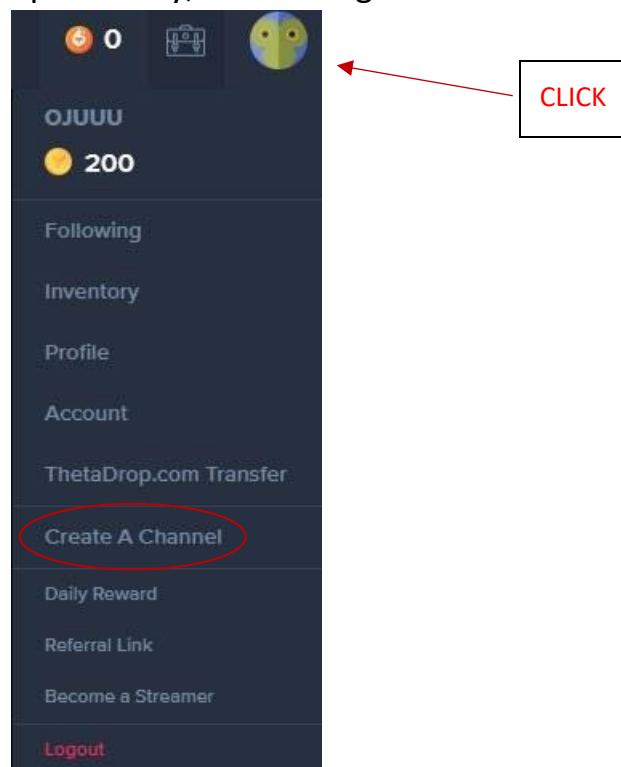 0
CLICK
OJUUU
200
Following
Inventory
Profile
Account
ThetaDrop.com Transfer
Create A Channel
Daily Reward
Referral Link
Become a Streamer
Logout